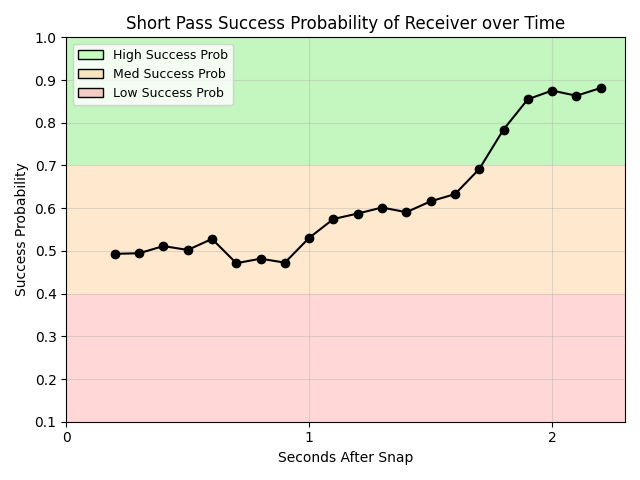 Short Pass Success Probability of Receiver over Time
High Success Prob
Med Success Prob
Low Success Prob
Success Probability
1.0
0.9
0.8
0.7
0.6
0.5
0.4
0.3
0.2
0.1
0 1 2
Seconds After Snap